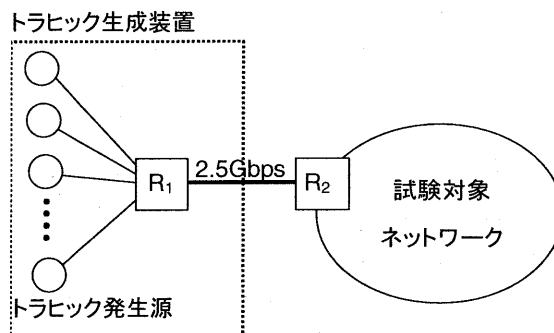 トラヒック生成装置
R1
2.5Gbps
R2
試験対象
ネットワーク
トラヒック発生源